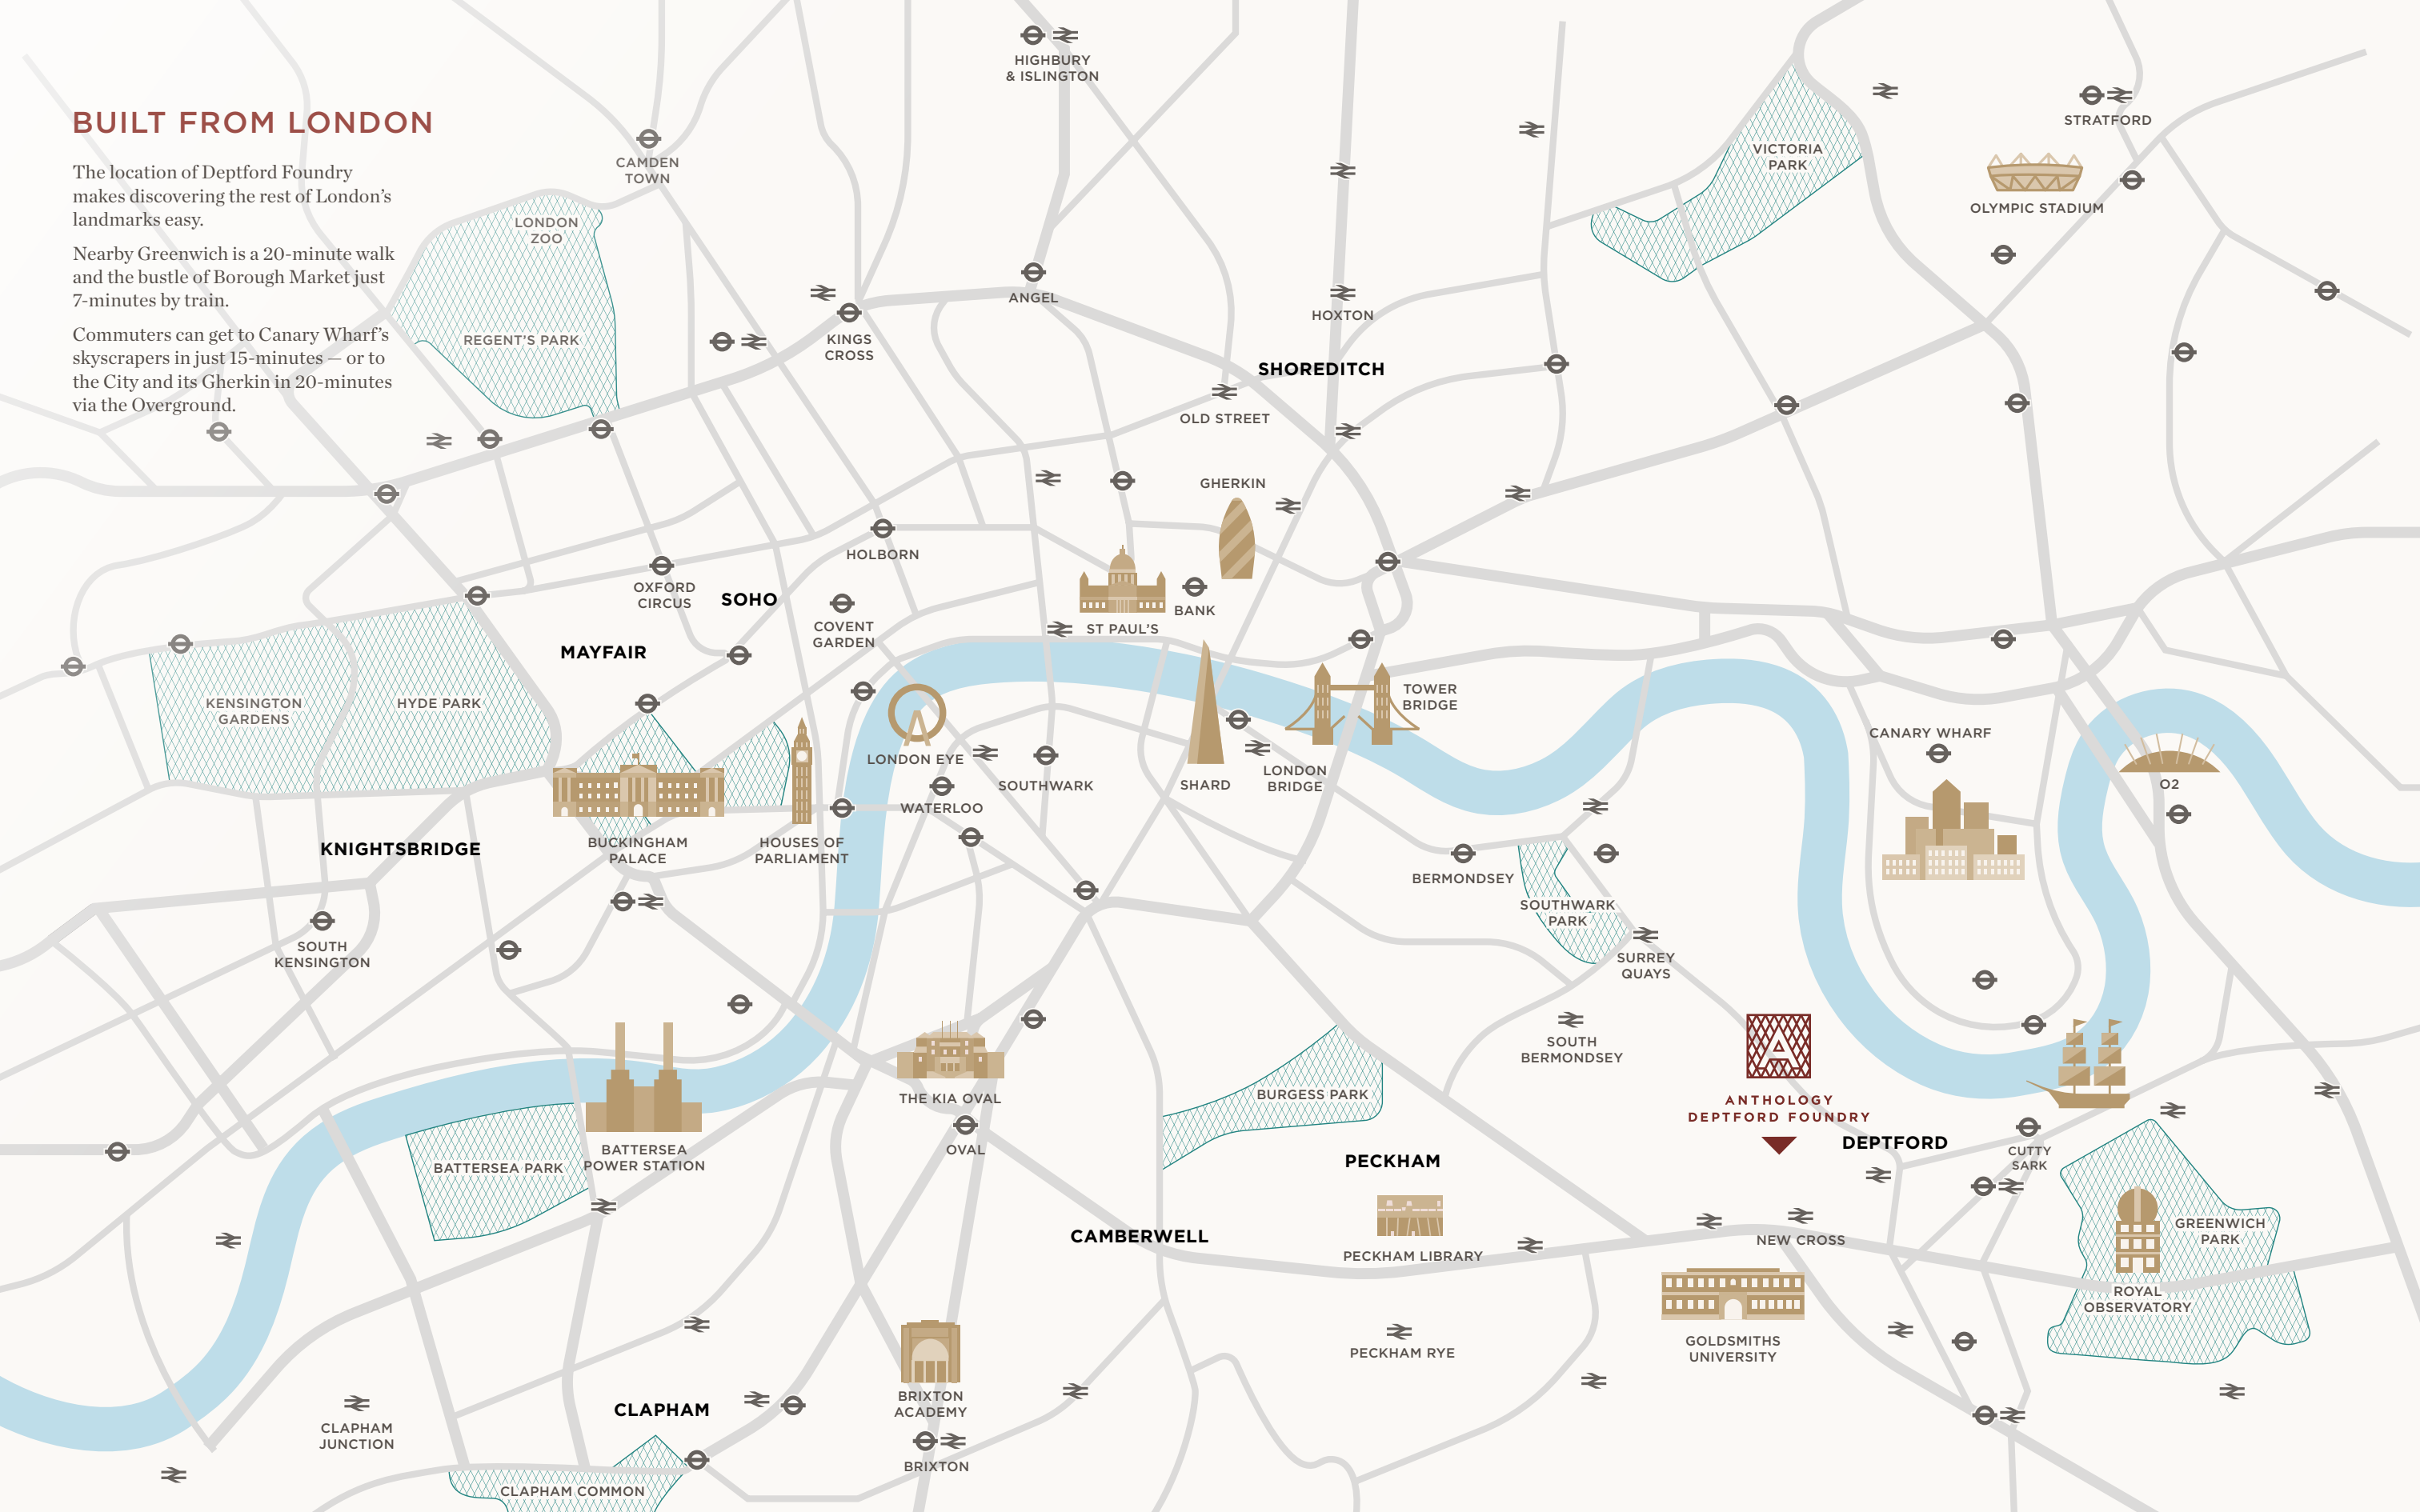 BUILT FROM LONDON
The location of Deptford Foundry
makes discovering the rest of London's
landmarks easy.
Nearby Greenwich is a 20-minute walk
and the bustle of Borough Market just
7-minutes by train.
Commuters can get to Canary Wharf's
skyscrapers in just 15-minutes — or to
the City and its Gherkin in 20-minutes
via the Overground.
HIGHBURY
& ISLINGTON
STRATFORD
CAMDEN
TOWN
VICTORIA
PARK
OLYMPIC STADIUM
LONDON
ZOO
REGENT'S PARK
ANGEL
HOXTON
KINGS
CROSS
SHOREDITCH
OLD STREET
GHERKIN
HOLBORN
OXFORD
CIRCUS
SOHO
COVENT
GARDEN
BANK
ST PAUL'S
MAYFAIR
KENSINGTON
GARDENS
HYDE PARK
TOWER
BRIDGE
CANARY WHARF
LONDON EYE
SOUTHWARK
SHARD
LONDON
BRIDGE
O2
WATERLOO
KNIGHTSBRIDGE
BUCKINGHAM
PALACE
HOUSES OF
PARLIAMENT
BERMONDSEY
SOUTHWARK
PARK
SOUTH
KENSINGTON
SURREY
QUAYS
SOUTH
BERMONDSEY
A
ANTHOLOGY
DEPTFORD FOUNDRY
THE KIA OVAL
BURGESS PARK
OVAL
BATTERSEA
POWER STATION
BATTERSEA PARK
PECKHAM
DEPTFORD
CUTTY
SARK
CAMBERWELL
PECKHAM LIBRARY
NEW CROSS
GREENWICH
PARK
ROYAL
OBSERVATORY
GOLDSMITHS
UNIVERSITY
PECKHAM RYE
BRIXTON
ACADEMY
CLAPHAM
CLAPHAM
JUNCTION
BRIXTON
CLAPHAM COMMON